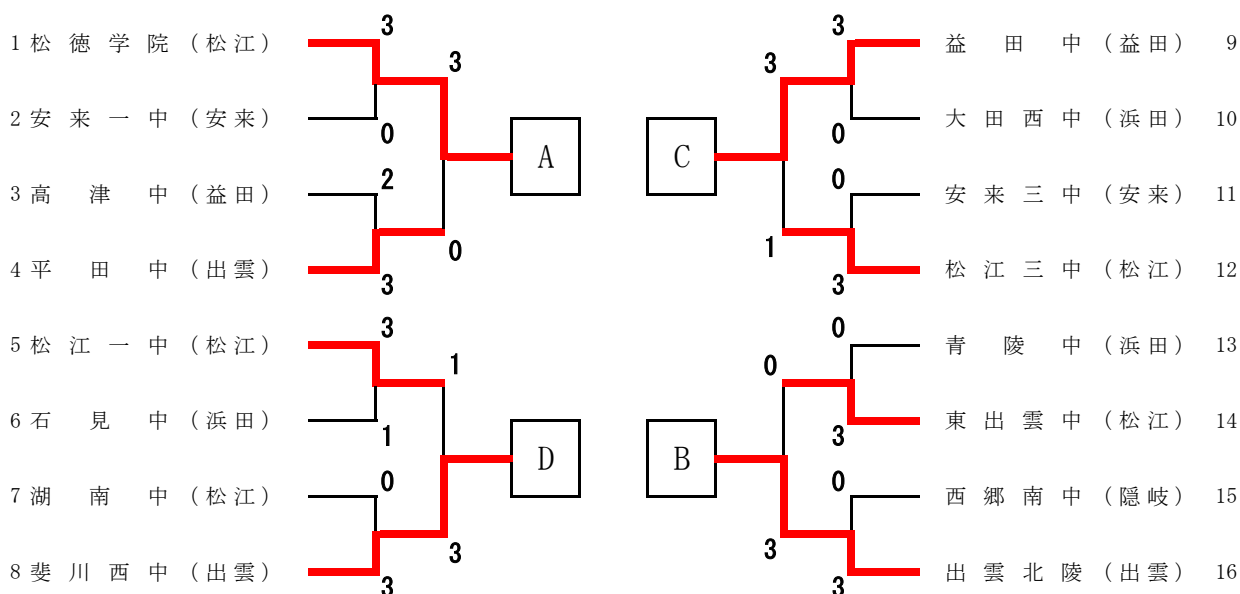 1 松徳学院 (松江)
3
0
3
2 安来一中 (安来)
A
3 高津中 (益田)
2
3
0
4 平田中 (出雲)
5 松江一中 (松江)
3
1
1
6 石見中 (浜田)
D
7 湖南中 (松江)
0
3
3
8 斐川西中 (出雲)
3
益田中 (益田) 9
3
0
大田西中 (浜田) 10
C
0
安来三中 (安来) 11
1
3
松江三中 (松江) 12
0
青陵中 (浜田) 13
0
3
東出雲中 (松江) 14
B
0
西郷南中 (隠岐) 15
3
3
出雲北陵 (出雲) 16